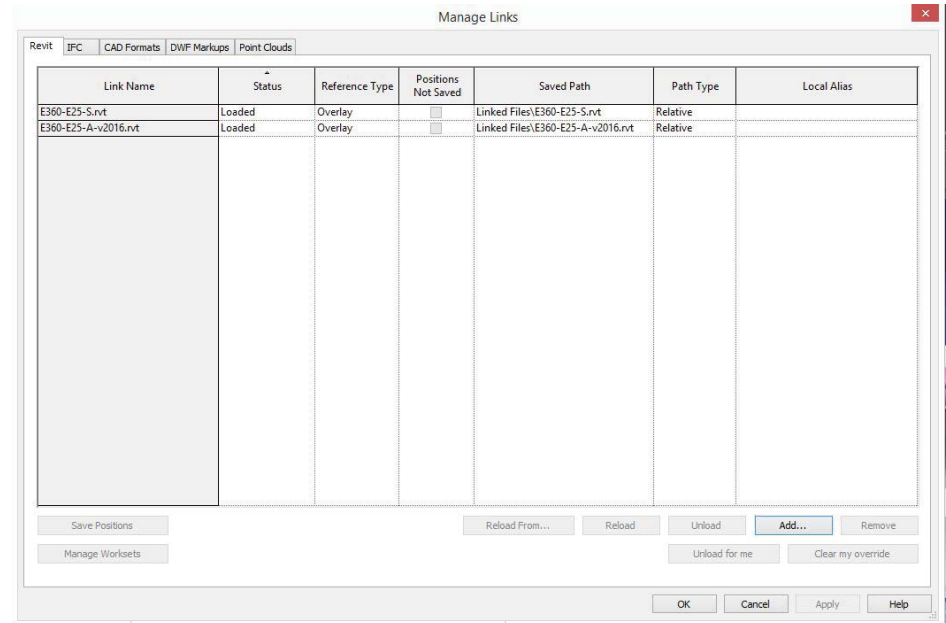 Manage Links
Revit IFC CAD Formats DWF Markups Point Clouds
Link Name Status Reference Type Positions Not Saved Saved Path Path Type Local Alias
E360-E25-S.rvt Loaded Overlay Linked Files\E360-E25-S.rvt Relative
E360-E25-A-v2016.rvt Loaded Overlay Linked Files\E360-E25-A-v2016.rvt Relative
Save Positions Reload From... Reload Unload Add... Remove
Manage Worksets Unload for me Clear my override
OK Cancel Apply Help